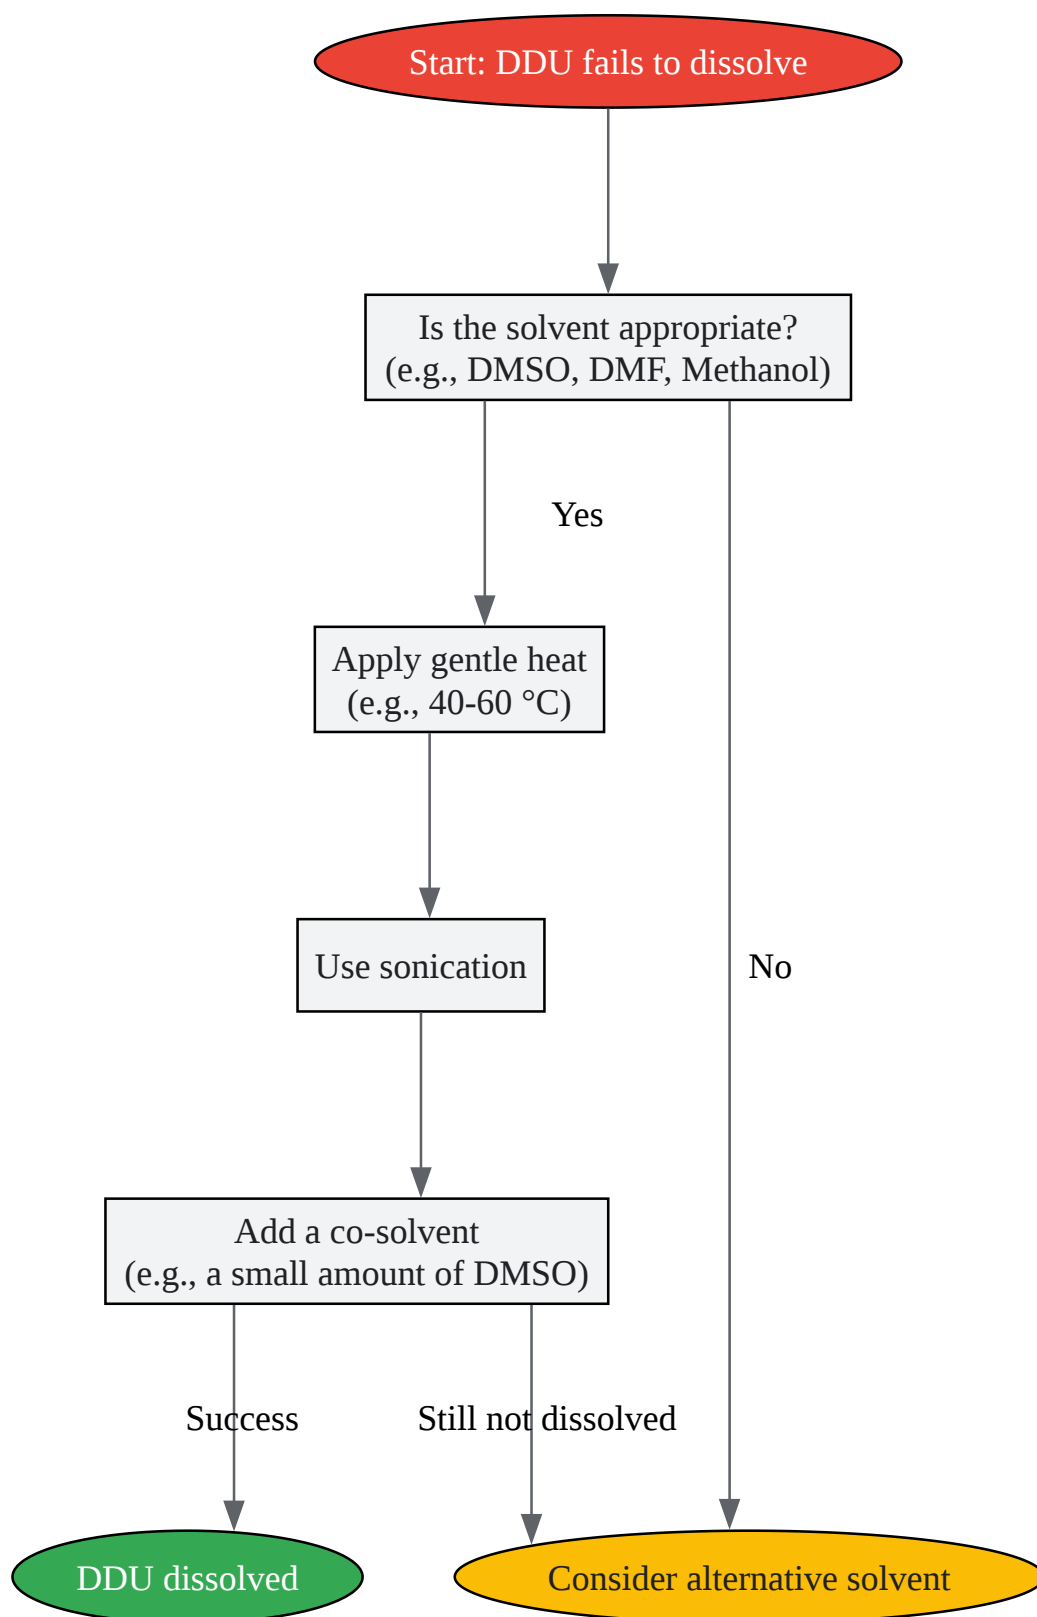 Start: DDU fails to dissolve
Is the solvent appropriate?
(e.g., DMSO, DMF, Methanol)
Yes
Apply gentle heat
(e.g., 40-60 °C)
Use sonication
No
Add a co-solvent
(e.g., a small amount of DMSO)
Success
Still not dissolved
DDU dissolved
Consider alternative solvent